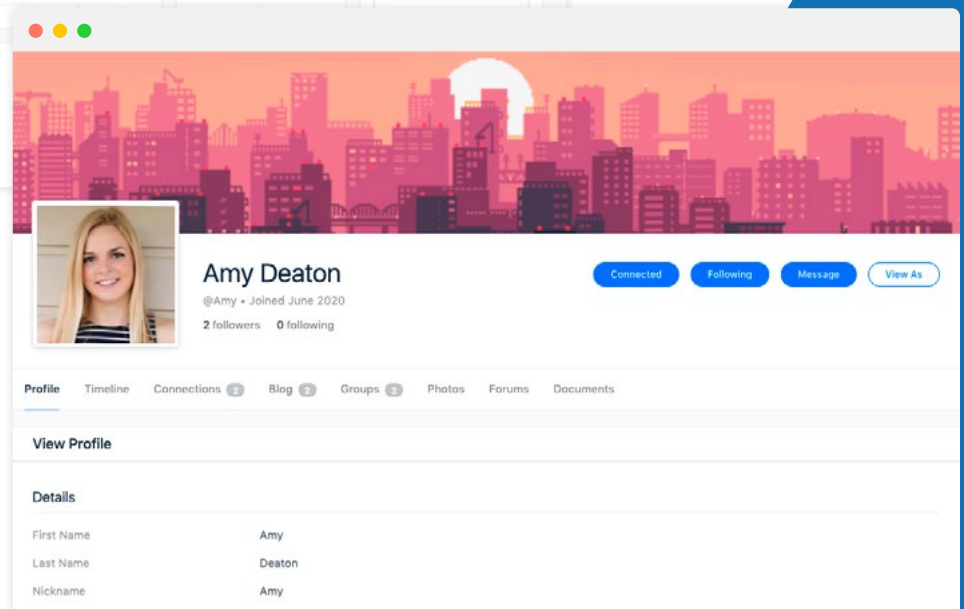 Amy Deaton
Connected Following Message View As
@Amy • Joined June 2020
2 followers 0 following
Profile Timeline Connections 2 Blog 2 Groups 2 Photos Forums Documents
View Profile
Details
First Name Amy
Last Name Deaton
Nickname Amy